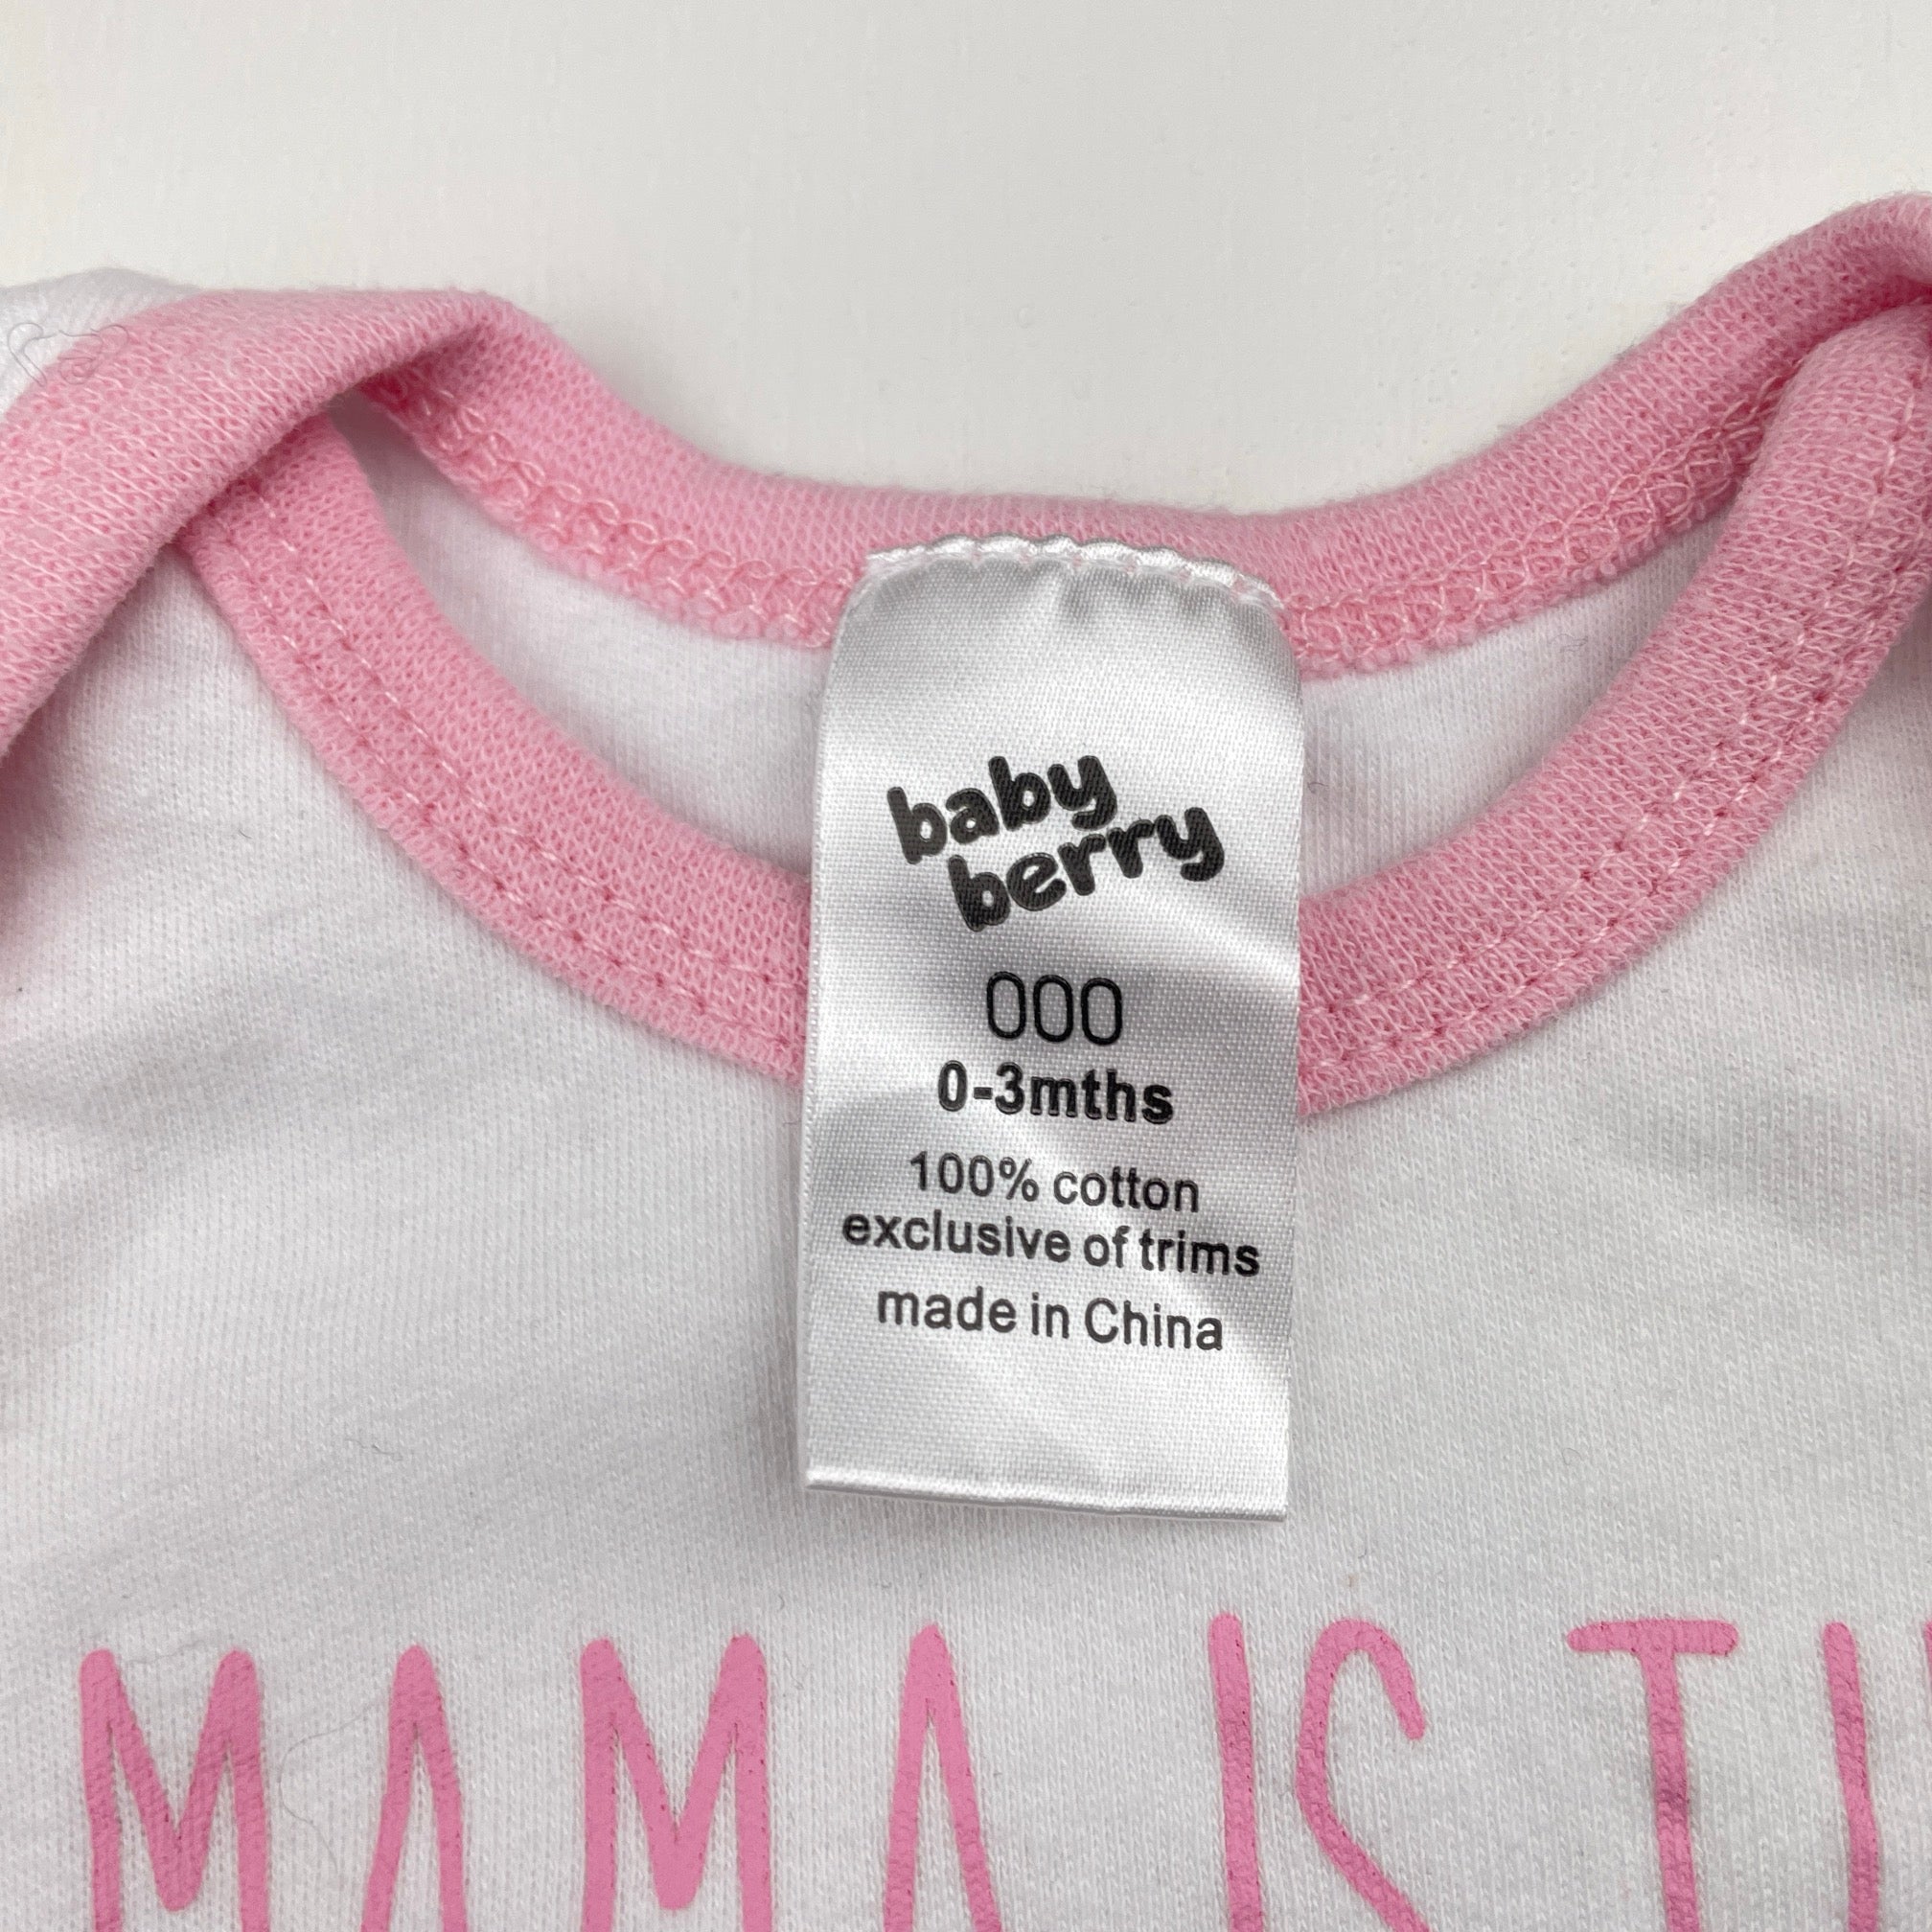 baby
berry
000
0-3mths
100% cotton
exclusive of trims
made in China
MAMA IS